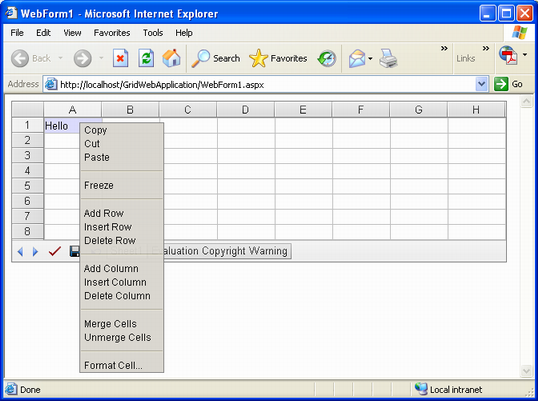 WebForm1 - Microsoft Internet Explorer
File Edit View Favorites Tools Help
Back Search Favorites Links
Address http://localhost/GridWebApplication/WebForm1.aspx Go
A B C D E F G H
1 Hello
2
3
4
5
6
7
8
Copy
Cut
Paste
Freeze
Add Row
Insert Row
Delete Row
aluation Copyright Warning
Add Column
Insert Column
Delete Column
Merge Cells
Unmerge Cells
Format Cell...
Done Local intranet